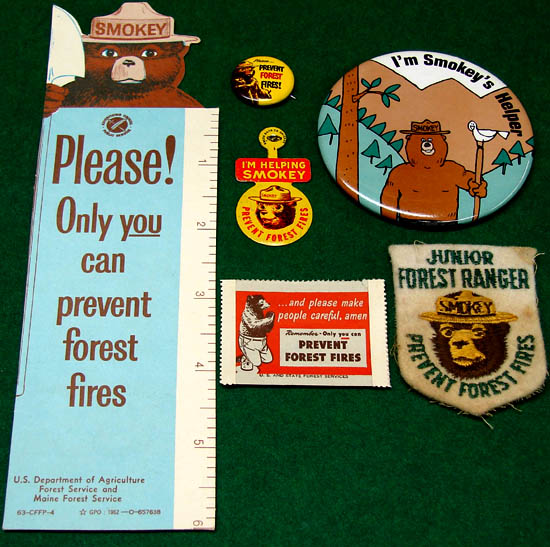 SMOKEY
Please!
Only you
can
prevent
forest
fires
1
2
3
4
5
6
U.S. Department of Agriculture
Forest Service and
Maine Forest Service
63-CFFP-4 ☆ GPO : 1962 —O-657638
Please...
PREVENT
FOREST
FIRES!
I'M HELPING
SMOKEY
SMOKEY
PREVENT FOREST FIRES
I'm Smokey's Helper
SMOKEY
...and please make
people careful, amen
Remember - Only you can
PREVENT
FOREST FIRES
U. S. AND STATE FOREST SERVICES
JUNIOR
FOREST RANGER
SMOKEY
PREVENT FOREST FIRES